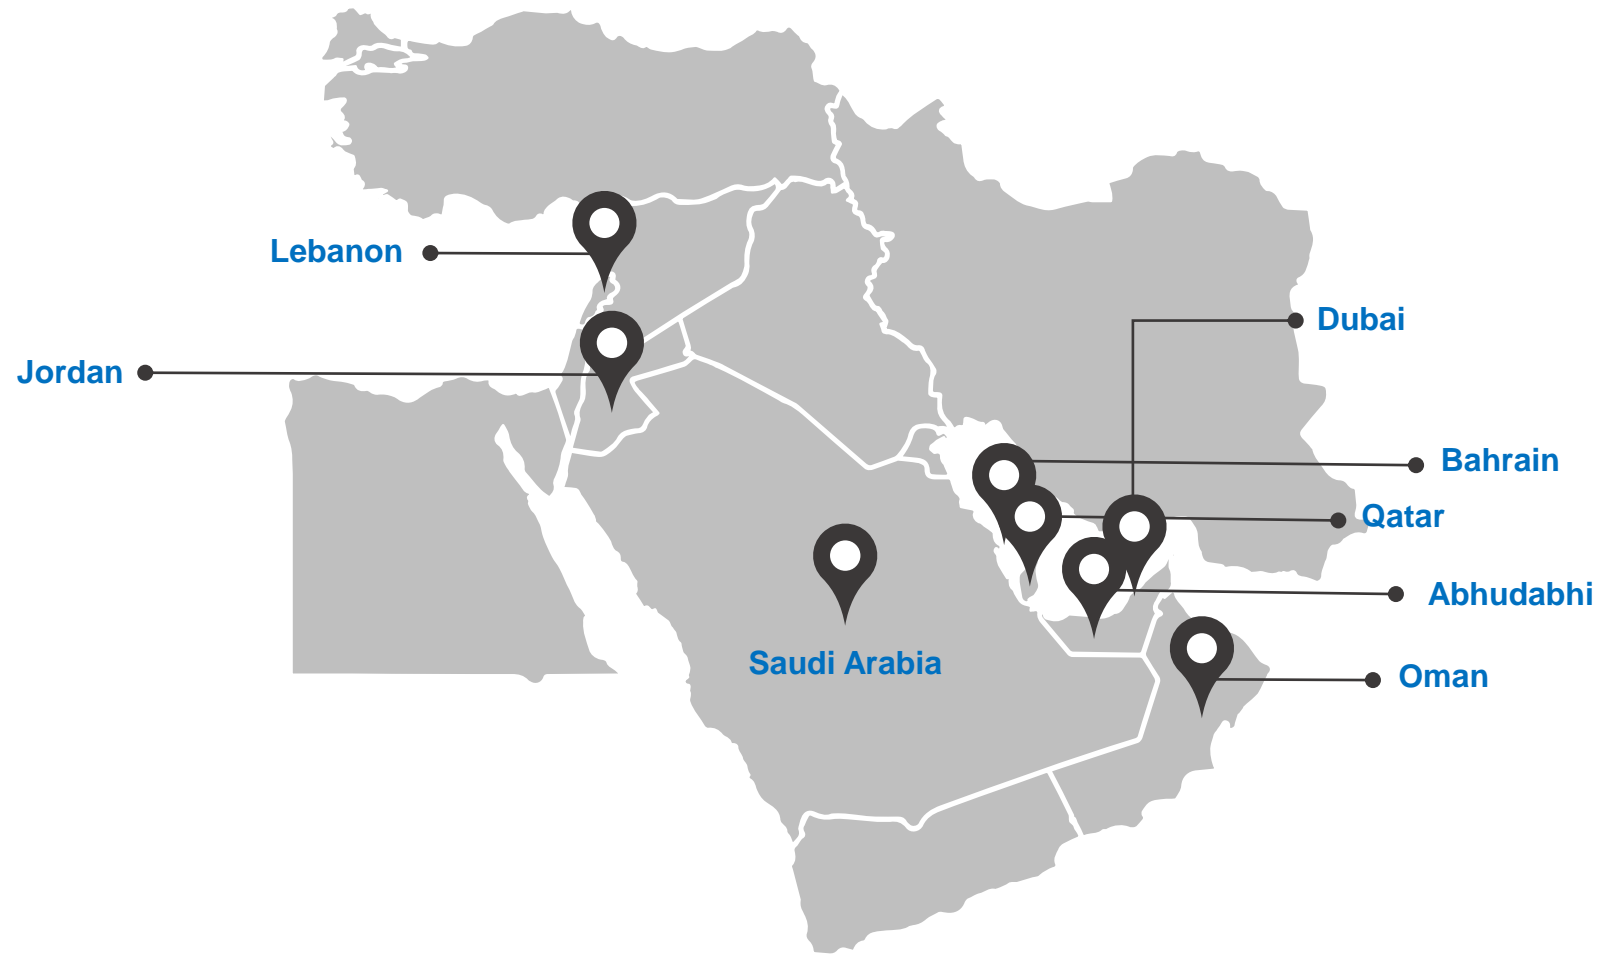 Lebanon
Dubai
Jordan
Bahrain
Qatar
Abhudabhi
Saudi Arabia
Oman